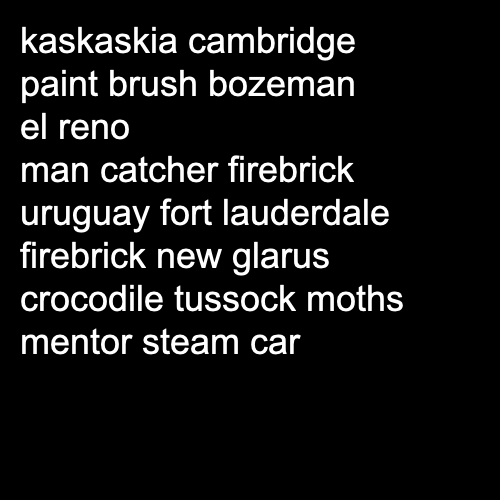 kaskaskia cambridge
paint brush bozeman
el reno
man catcher firebrick
uruguay fort lauderdale
firebrick new glarus
crocodile tussock moths
mentor steam car